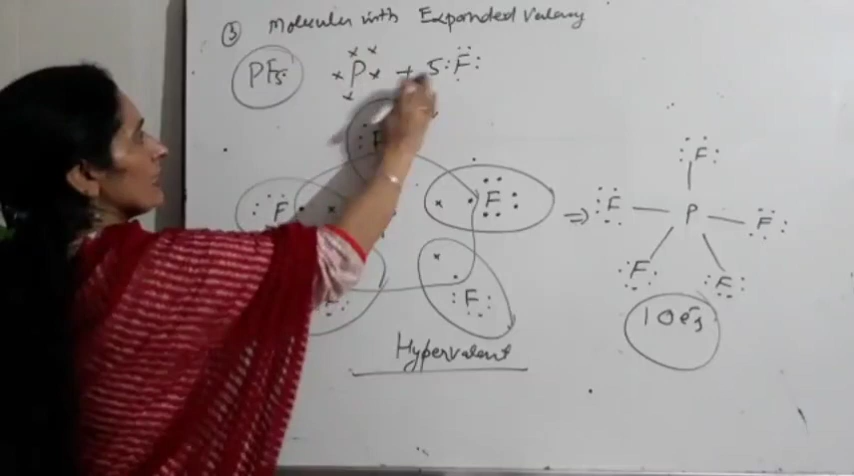 ③ Molecules with Expanded Valency
PF5 P + 5 F
F
F F
F F
Hypervalent
⇒ F
F — P — F
F F
10 e's